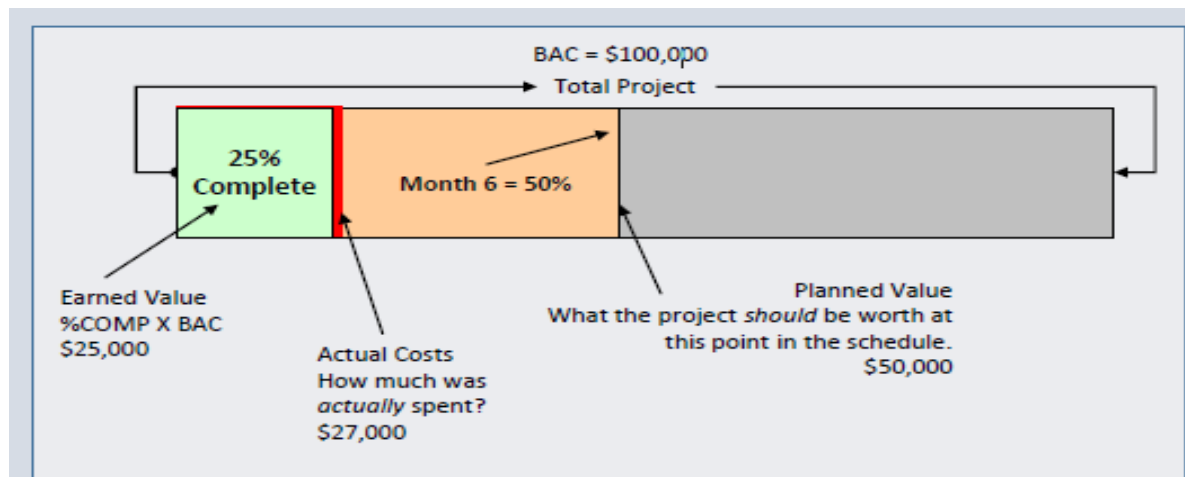 BAC = $100,000
Total Project
25%
Complete
Month 6 = 50%
Earned Value
%COMP X BAC
$25,000
Actual Costs
How much was
actually spent?
$27,000
Planned Value
What the project should be worth at
this point in the schedule.
$50,000